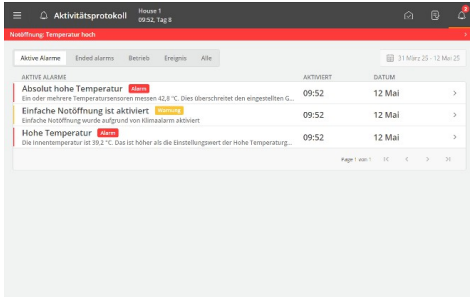 Aktivitätsprotokoll
House 1
09:52, Tag 8
3
Notöffnung: Temperatur hoch
Aktive Alarme
Ended alarms
Betrieb
Ereignis
Alle
31 März 25 - 12 Mai 25
AKTIVE ALARME
AKTIVIERT
DATUM
Absolut hohe Temperatur Alarm
Ein oder mehrere Temperatursensoren messen 42,8 °C. Dies überschreitet den eingestellten G...
09:52
12 Mai
Einfache Notöffnung ist aktiviert Warnung
Einfache Notöffnung wurde aufgrund von Klimaalarm aktiviert
09:52
12 Mai
Hohe Temperatur Alarm
Die Innentemperatur ist 39,2 °C. Das ist höher als die Einstellungswert der Hohe Temperaturg...
09:52
12 Mai
Page 1 von 1